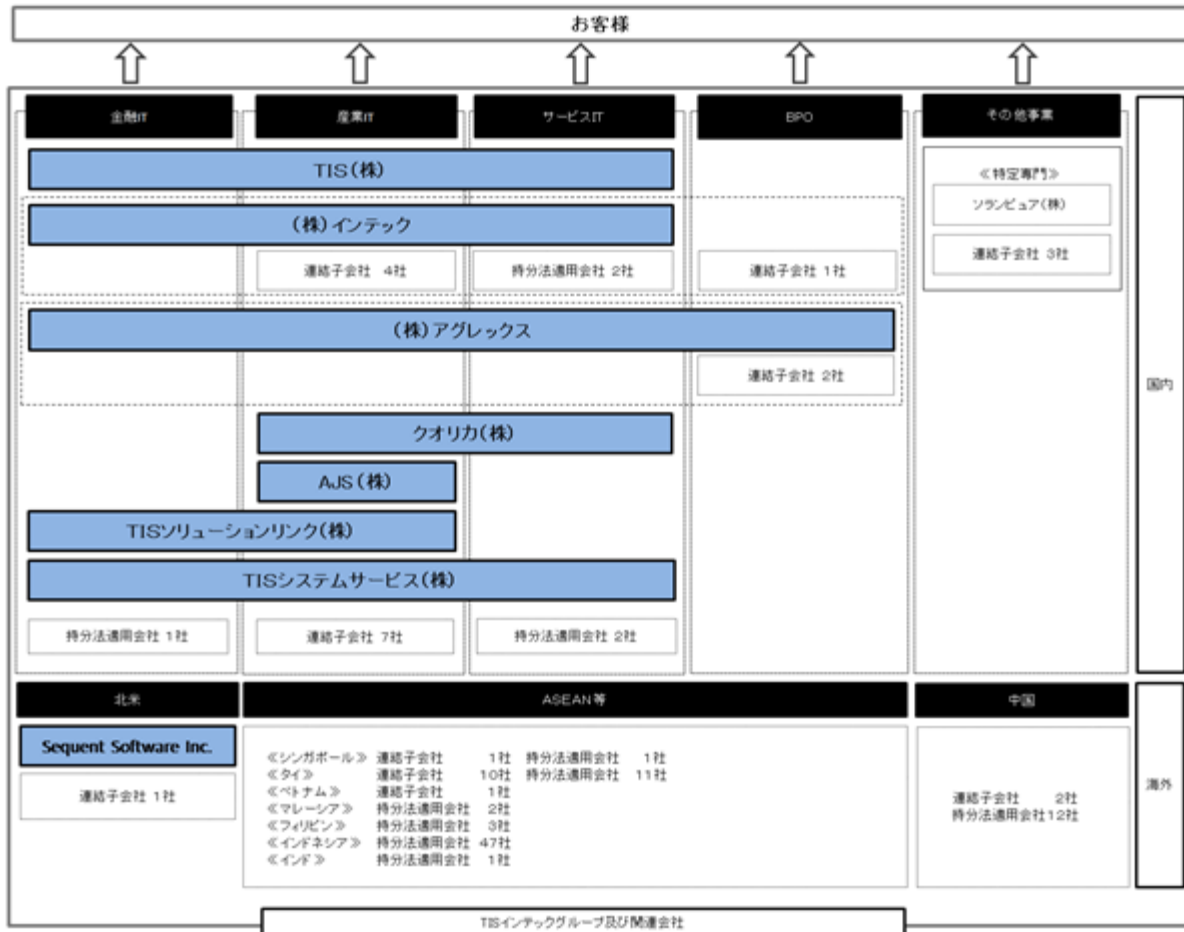 お客様
金融IT
産業IT
サービスIT
BPO
その他事業
TIS(株)
≪特定専門≫
ソランピュア(株)
(株)インテック
連結子会社 4社
持分法適用会社 2社
連結子会社 1社
連結子会社 3社
(株)アグレックス
連結子会社 2社
国内
クオリカ(株)
AJS(株)
TISソリューションリンク(株)
TISシステムサービス(株)
持分法適用会社 1社
連結子会社 7社
持分法適用会社 2社
北米
ASEAN等
中国
Sequent Software Inc.
連結子会社 1社
≪シンガポール≫ 連結子会社 1社 持分法適用会社 1社
≪タイ≫ 連結子会社 10社 持分法適用会社 11社
≪ベトナム≫ 連結子会社 1社
≪マレーシア≫ 持分法適用会社 2社
≪フィリピン≫ 持分法適用会社 3社
≪インドネシア≫ 持分法適用会社 47社
≪インド≫ 持分法適用会社 1社
連結子会社 2社
持分法適用会社12社
海外
TISインテックグループ及び関連会社